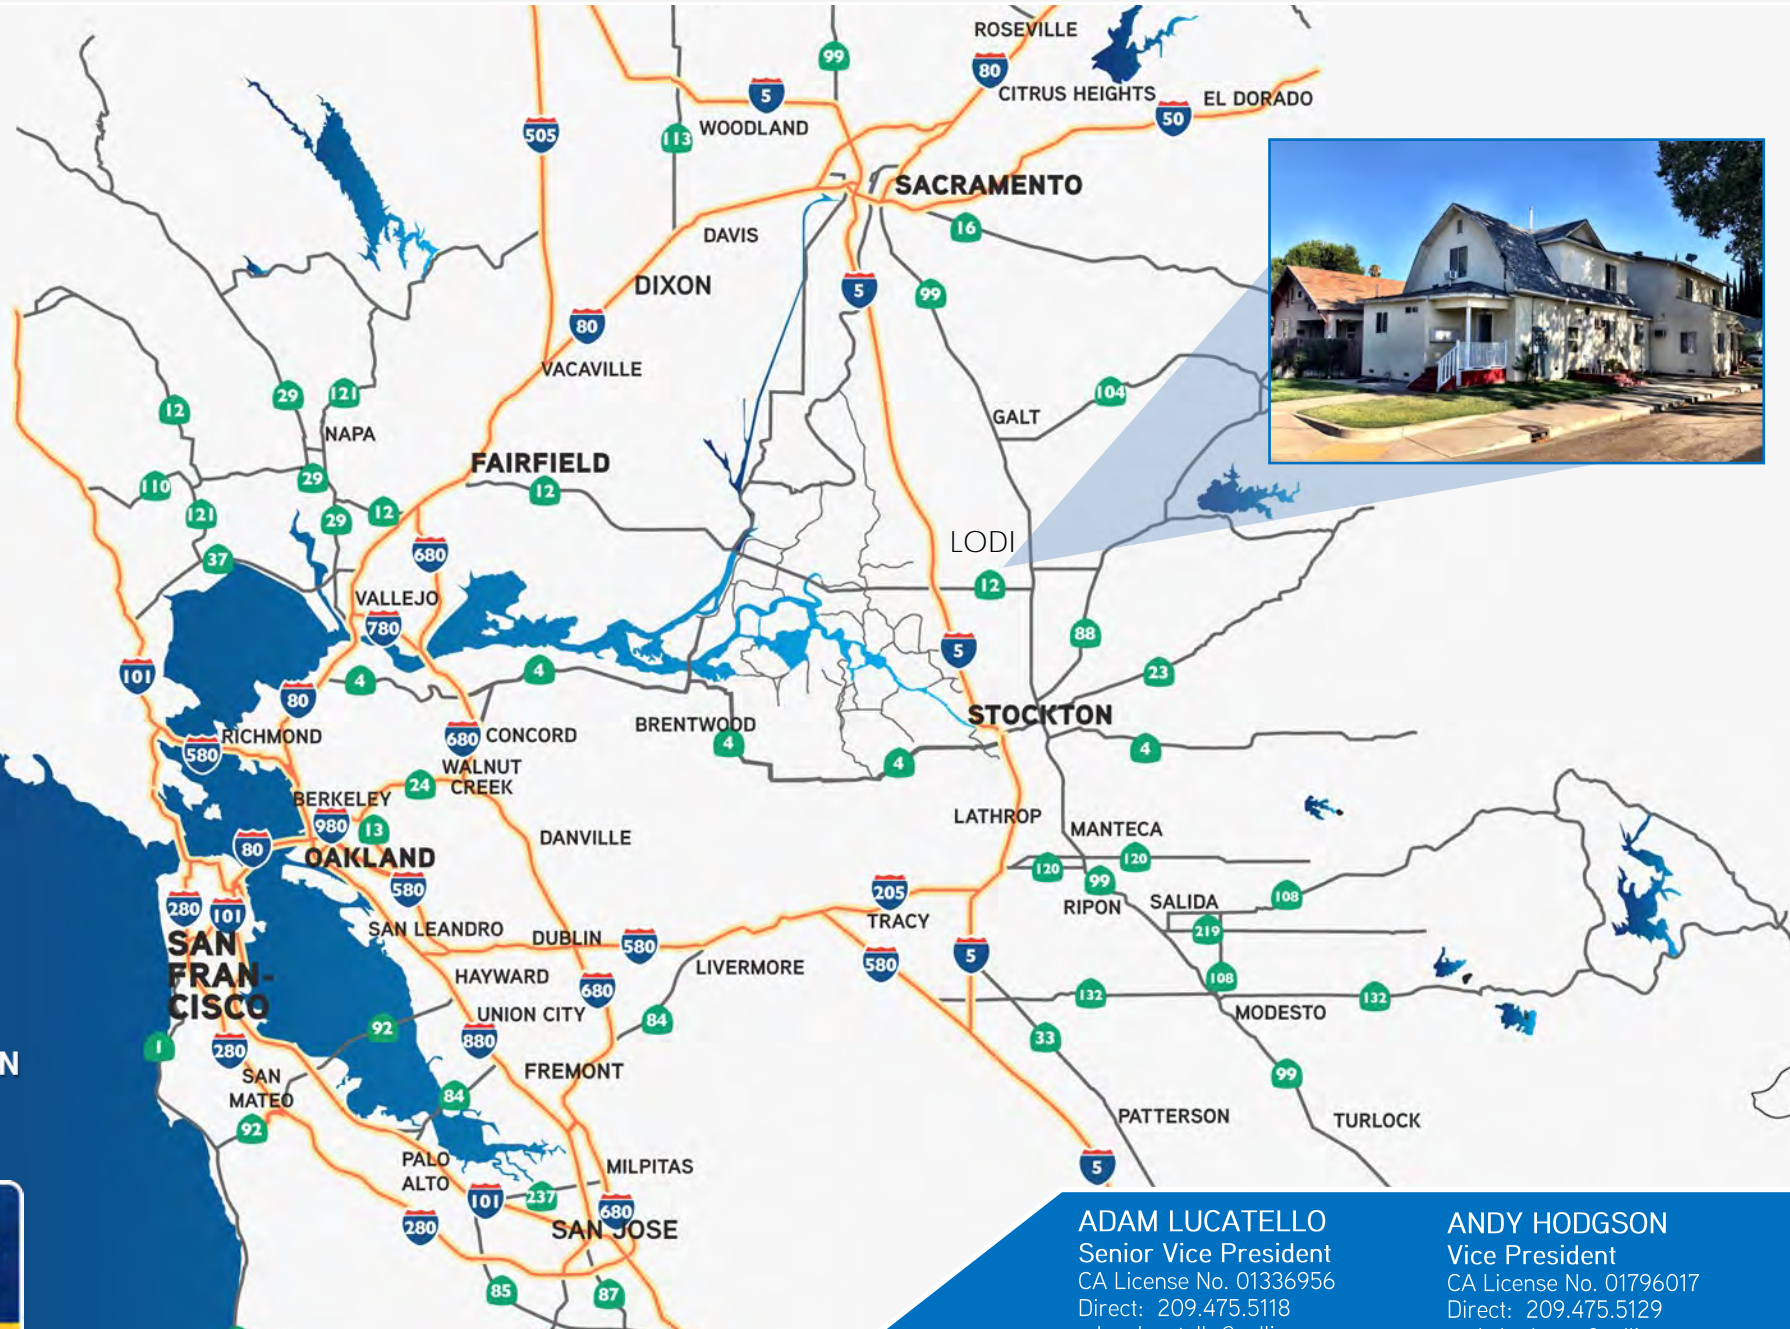 ROSEVILLE
99
80
5
CITRUS HEIGHTS
EL DORADO
50
505
113
WOODLAND
SACRAMENTO
16
DAVIS
DIXON
5
99
80
VACAVILLE
12
29
121
104
GALT
NAPA
FAIRFIELD
29
12
110
121
29
12
37
680
LODI
12
VALLEJO
780
88
5
101
4
4
23
80
STOCKTON
RICHMOND
580
680
CONCORD
BRENTWOOD
4
4
4
WALNUT
CREEK
24
BERKELEY
980
13
LATHROP
MANTECA
DANVILLE
80
OAKLAND
120
120
99
580
205
108
280
101
TRACY
RIPON
SALIDA
219
SAN LEANDRO
DUBLIN
580
SAN
FRAN-
CISCO
HAYWARD
LIVERMORE
580
5
108
680
132
132
UNION CITY
MODESTO
92
84
880
33
1
280
N
FREMONT
SAN
MATEO
84
99
92
PATTERSON
TURLOCK
PALO
ALTO
MILPITAS
5
101
237
280
680
SAN JOSE
85
87
ADAM LUCATELLO
Senior Vice President
CA License No. 01336956
Direct: 209.475.5118
ANDY HODGSON
Vice President
CA License No. 01796017
Direct: 209.475.5129